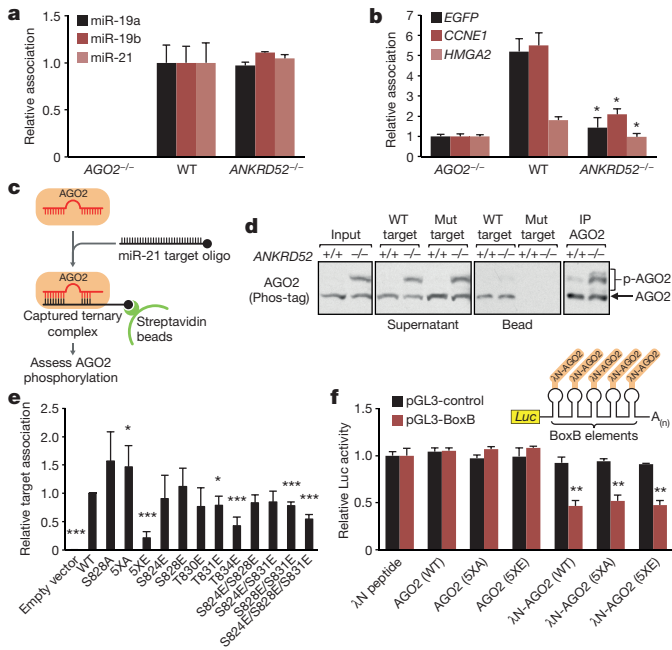 a
miR-19a
miR-19b
miR-21
Relative association
1.5
1.0
0.5
0
AGO2–/–
WT
ANKRD52–/–
b
EGFP
CCNE1
HMGA2
Relative association
7
6
5
4
3
2
1
0
* * *
AGO2–/–
WT
ANKRD52–/–
c
AGO2
miR-21 target oligo
AGO2
Captured ternary
complex
Streptavidin
beads
Assess AGO2
phosphorylation
d
Input
WT
target
Mut
target
WT
target
Mut
target
IP
AGO2
ANKRD52 +/+ –/– +/+ –/– +/+ –/– +/+ –/– +/+ –/– +/+ –/–
AGO2
(Phos-tag)
p-AGO2
AGO2
Supernatant
Bead
e
Relative target association
2.5
2.0
1.5
1.0
0.5
0
*** * *** * *** *** ***
Empty vector
WT
S828A
5XA
5XE
S824E
S828E
T830E
T831E
T834E
S824E/S828E
S824E/S831E
S828E/S831E
S824E/S828E/S831E
f
pGL3-control
pGL3-BoxB
λN-AGO2
λN-AGO2
λN-AGO2
λN-AGO2
λN-AGO2
Luc
A(n)
BoxB elements
Relative Luc activity
1.5
1.0
0.5
0
** ** **
λN peptide
AGO2 (WT)
AGO2 (5XA)
AGO2 (5XE)
λN-AGO2 (WT)
λN-AGO2 (5XA)
λN-AGO2 (5XE)